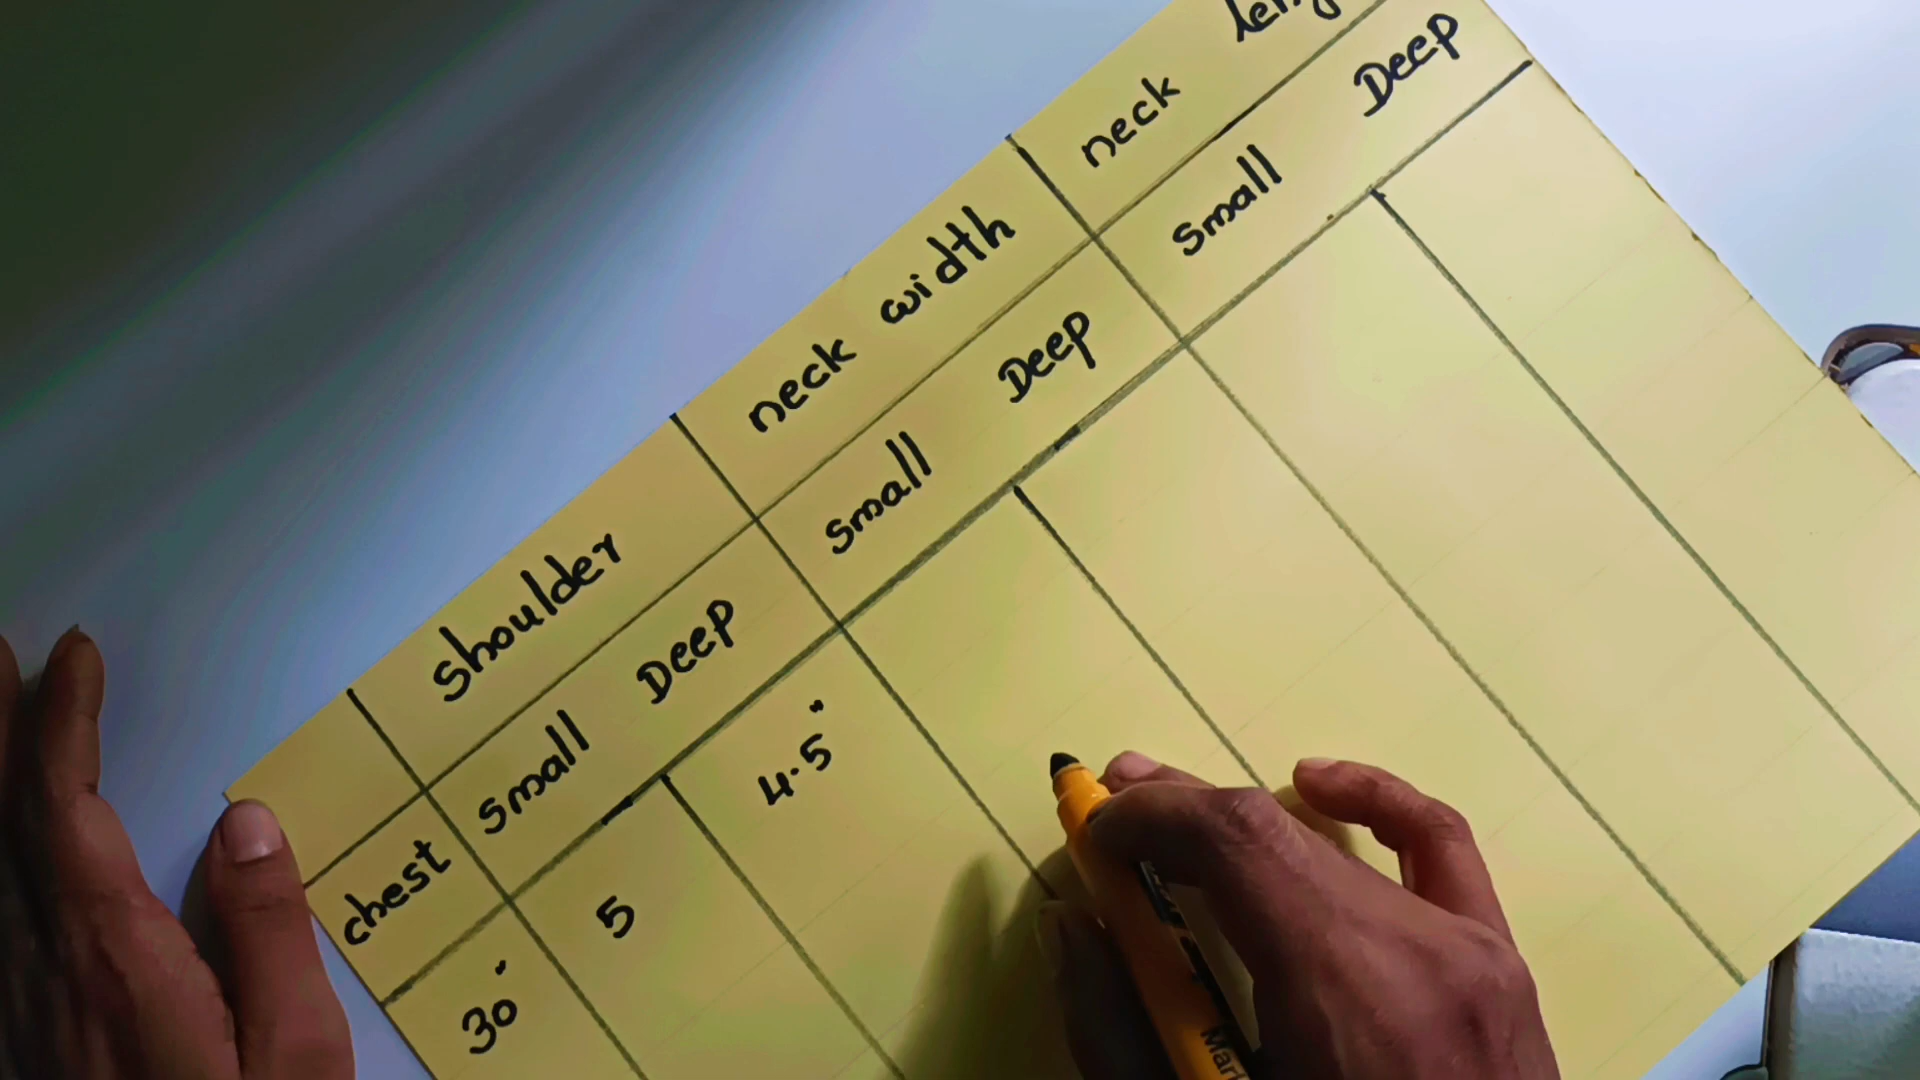 shoulder neck width neck
chest small Deep small Deep small Deep
30" 5 4.5"